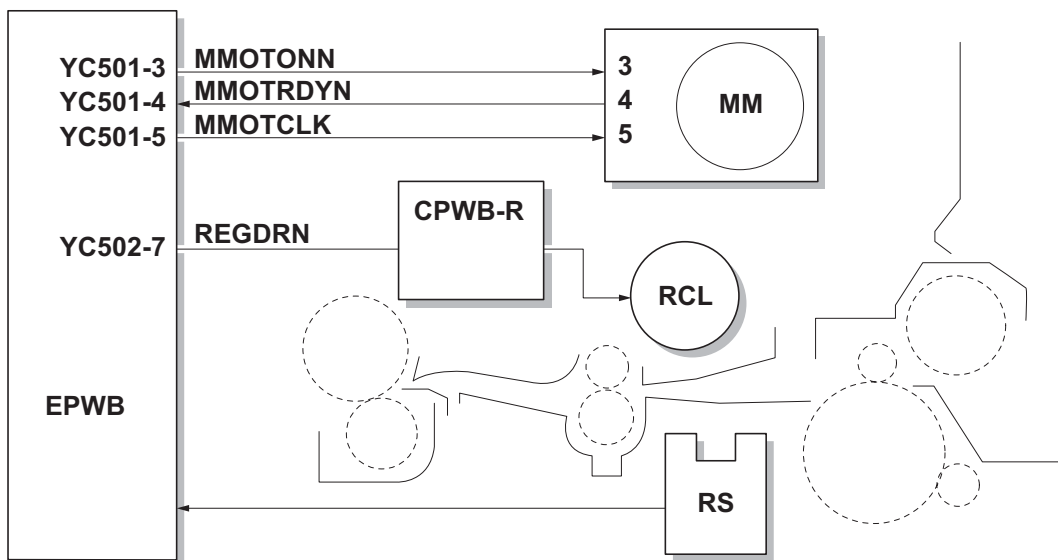 YC501-3 MMOTONN 3
YC501-4 MMOTRDYN 4
YC501-5 MMOTCLK 5
MM
CPWB-R
YC502-7 REGDRN
RCL
EPWB
RS